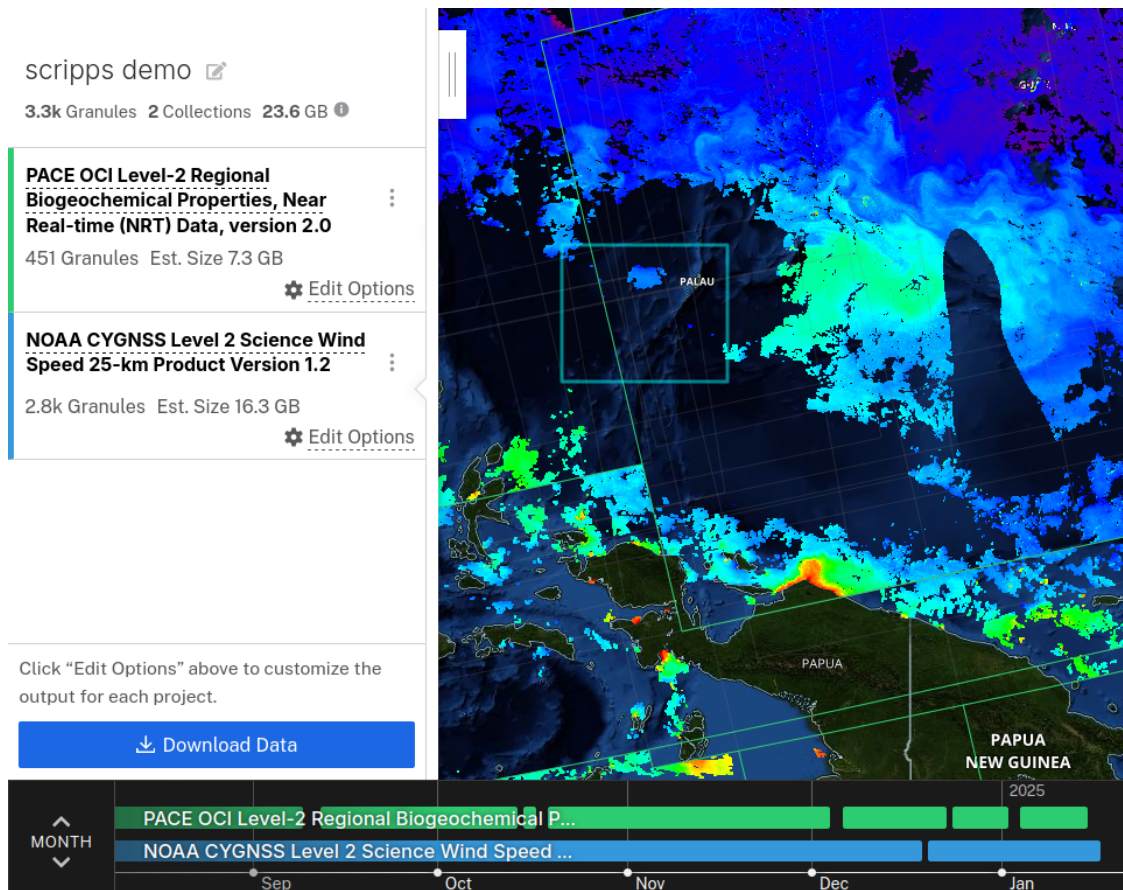 scripps demo
3.3k Granules 2 Collections 23.6 GB
PACE OCI Level-2 Regional
Biogeochemical Properties, Near
Real-time (NRT) Data, version 2.0
451 Granules Est. Size 7.3 GB
Edit Options
NOAA CYGNSS Level 2 Science Wind
Speed 25-km Product Version 1.2
2.8k Granules Est. Size 16.3 GB
Edit Options
Click “Edit Options” above to customize the
output for each project.
Download Data
PALAU
PAPUA
PAPUA
NEW GUINEA
2025
MONTH
PACE OCI Level-2 Regional Biogeochemical P...
NOAA CYGNSS Level 2 Science Wind Speed ...
Sep
Oct
Nov
Dec
Jan